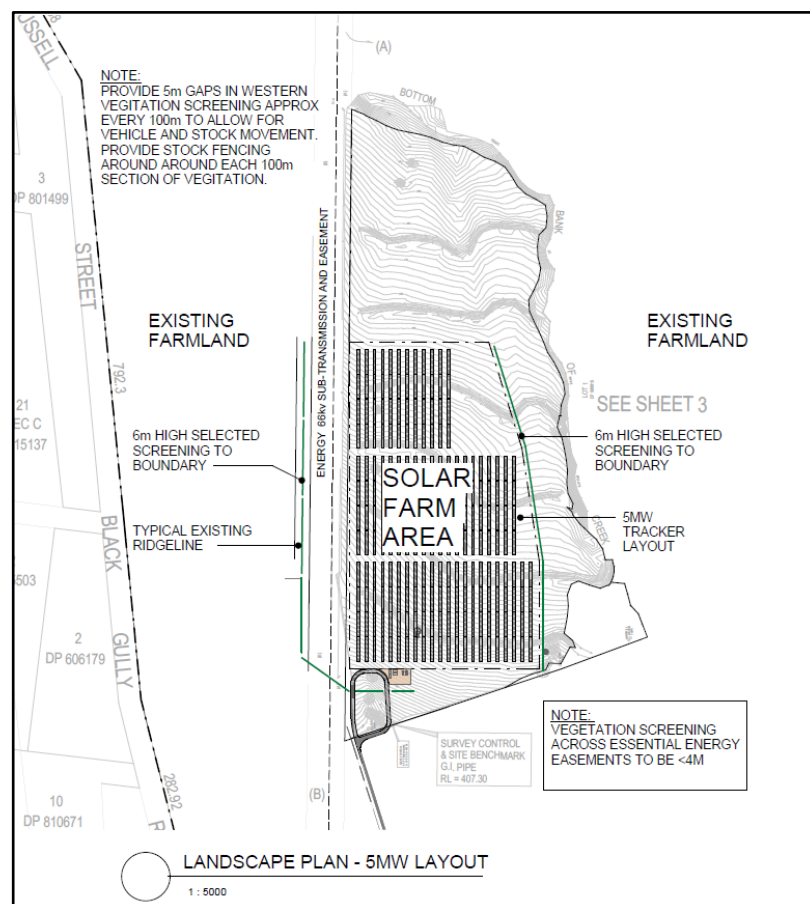 USSELL
STREET
BLACK
GULLY
NOTE:
PROVIDE 5m GAPS IN WESTERN
VEGITATION SCREENING APPROX
EVERY 100m TO ALLOW FOR
VEHICLE AND STOCK MOVEMENT.
PROVIDE STOCK FENCING
AROUND AROUND EACH 100m
SECTION OF VEGITATION.
(A)
BOTTOM
BANK
OF
CREEK
3
DP 801499
792.3
21
EC C
15137
5503
2
DP 606179
282.92
10
DP 810671
R
ENERGY 66kv SUB-TRANSMISSION AND EASEMENT
EXISTING
FARMLAND
EXISTING
FARMLAND
SEE SHEET 3
6m HIGH SELECTED
SCREENING TO
BOUNDARY
TYPICAL EXISTING
RIDGELINE
SOLAR
FARM
AREA
6m HIGH SELECTED
SCREENING TO
BOUNDARY
5MW
TRACKER
LAYOUT
SURVEY CONTROL
& SITE BENCHMARK
G.I. PIPE
RL = 407.30
NOTE:
VEGETATION SCREENING
ACROSS ESSENTIAL ENERGY
EASEMENTS TO BE <4M
(B)
LANDSCAPE PLAN - 5MW LAYOUT
1 : 5000